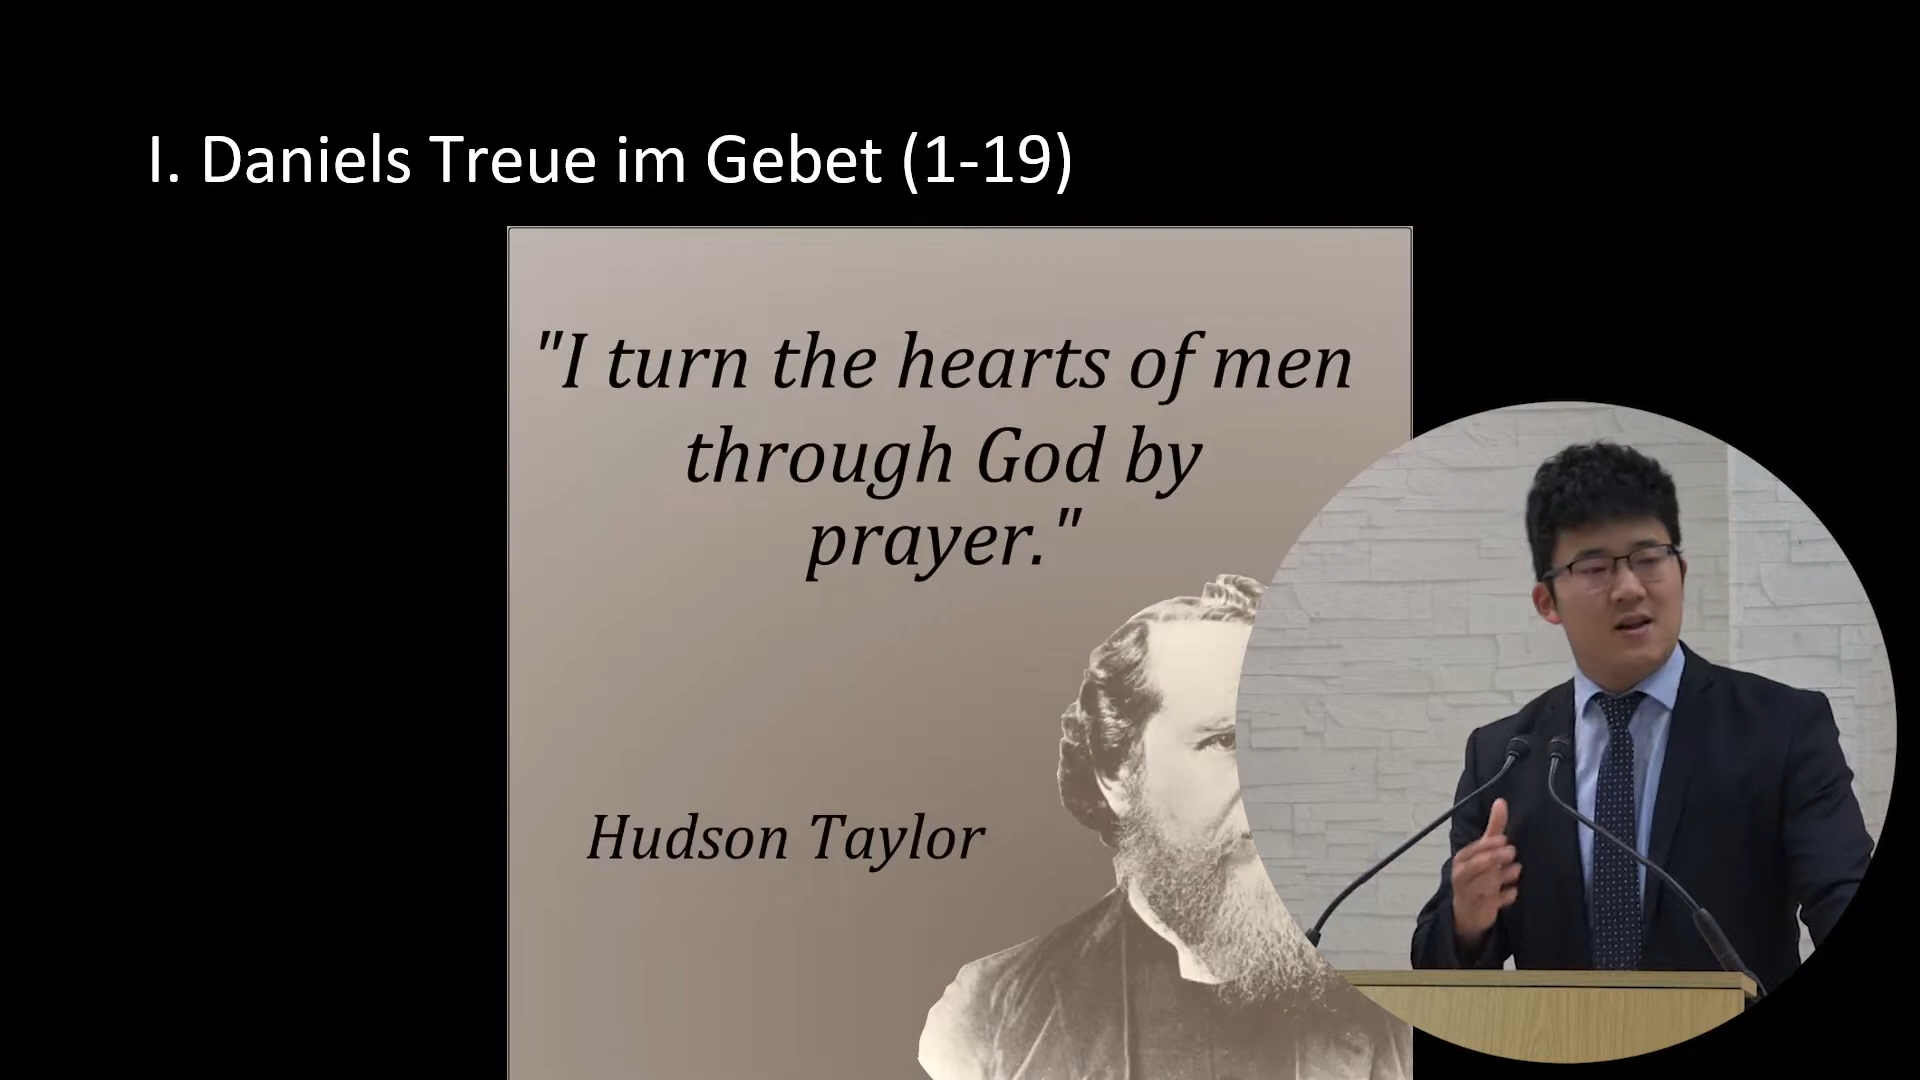 I. Daniels Treue im Gebet (1-19)
"I turn the hearts of men
through God by
prayer."
Hudson Taylor